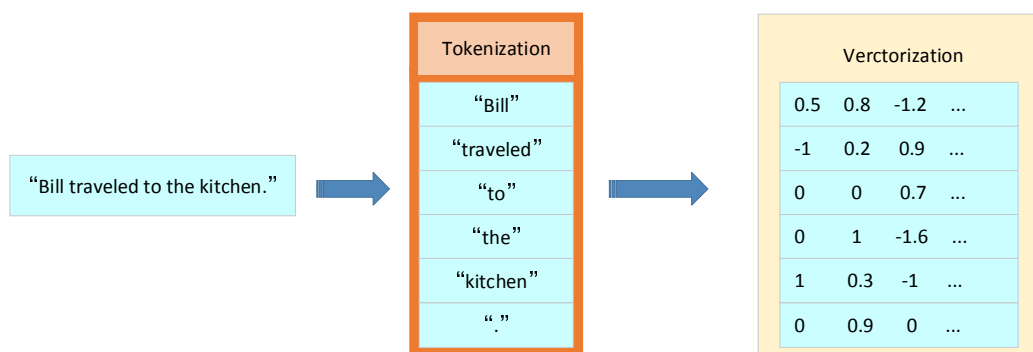 “Bill traveled to the kitchen.”
Tokenization
“Bill”
“traveled”
“to”
“the”
“kitchen”
“.”
Verctorization
0.5 0.8 -1.2 ...
-1 0.2 0.9 ...
0 0 0.7 ...
0 1 -1.6 ...
1 0.3 -1 ...
0 0.9 0 ...